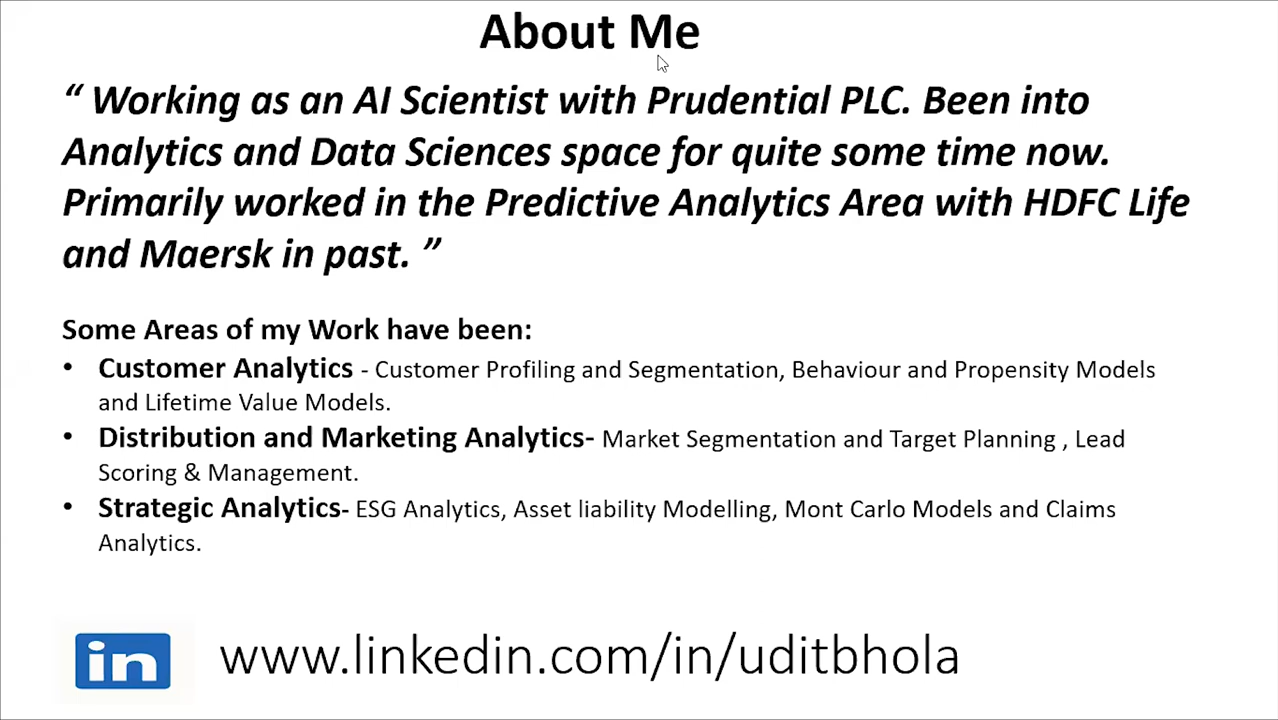 About Me
“ Working as an AI Scientist with Prudential PLC. Been into
Analytics and Data Sciences space for quite some time now.
Primarily worked in the Predictive Analytics Area with HDFC Life
and Maersk in past. ”
Some Areas of my Work have been:
• Customer Analytics - Customer Profiling and Segmentation, Behaviour and Propensity Models
and Lifetime Value Models.
• Distribution and Marketing Analytics- Market Segmentation and Target Planning , Lead
Scoring & Management.
• Strategic Analytics- ESG Analytics, Asset liability Modelling, Mont Carlo Models and Claims
Analytics.
in www.linkedin.com/in/uditbhola